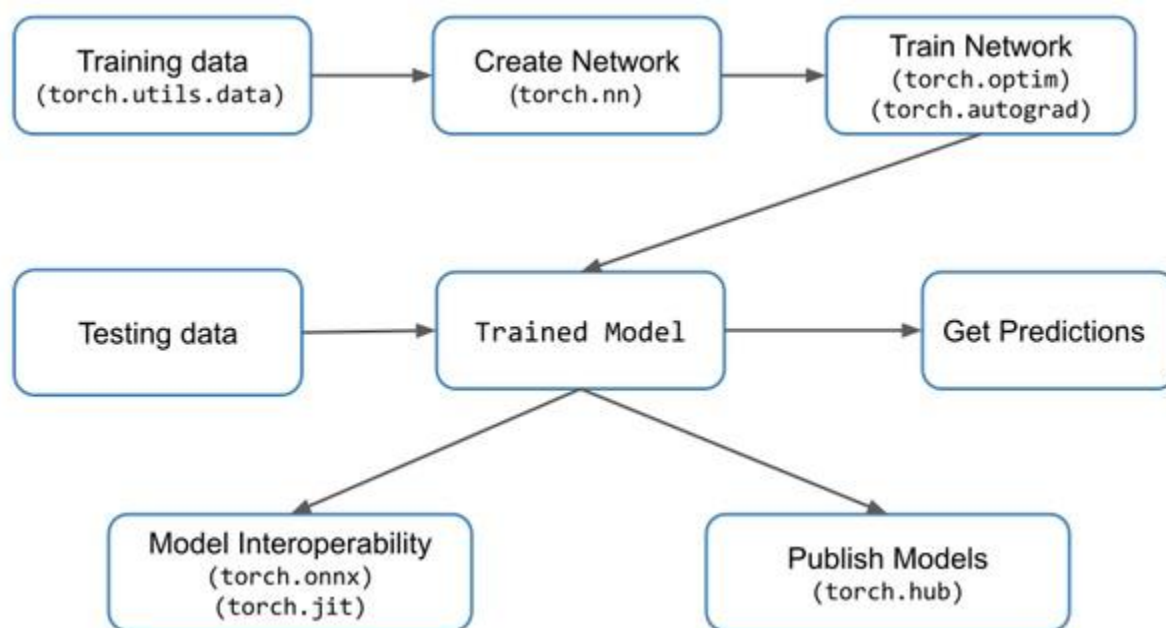 Training data
(torch.utils.data)
Create Network
(torch.nn)
Train Network
(torch.optim)
(torch.autograd)
Testing data
Trained Model
Get Predictions
Model Interoperability
(torch.onnx)
(torch.jit)
Publish Models
(torch.hub)